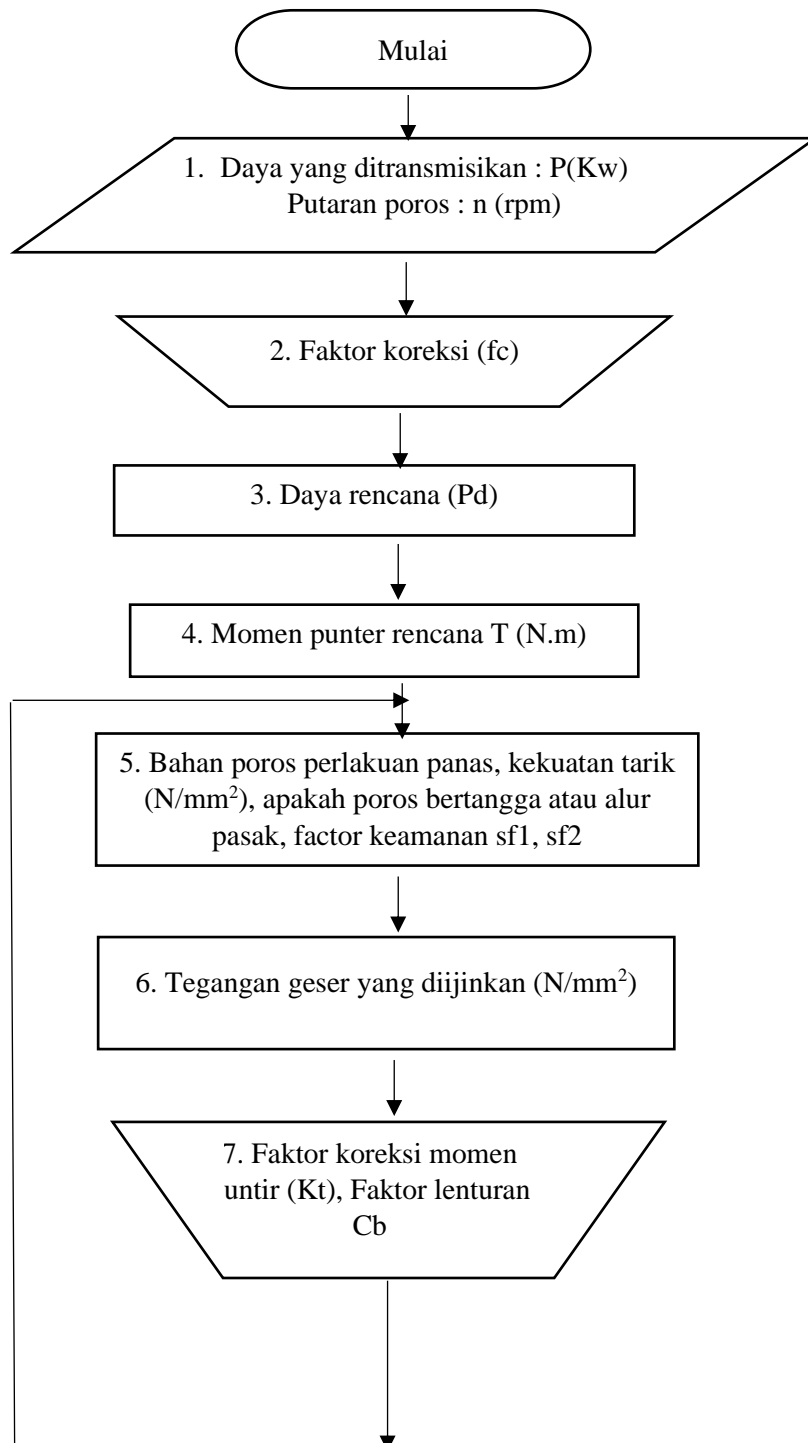 Mulai
1. Daya yang ditransmisikan : P(Kw)
Putaran poros : n (rpm)
2. Faktor koreksi (fc)
3. Daya rencana (Pd)
4. Momen punter rencana T (N.m)
5. Bahan poros perlakuan panas, kekuatan tarik
(N/mm²), apakah poros bertangga atau alur
pasak, factor keamanan sf1, sf2
6. Tegangan geser yang diijinkan (N/mm²)
7. Faktor koreksi momen
untir (Kt), Faktor lenturan
Cb